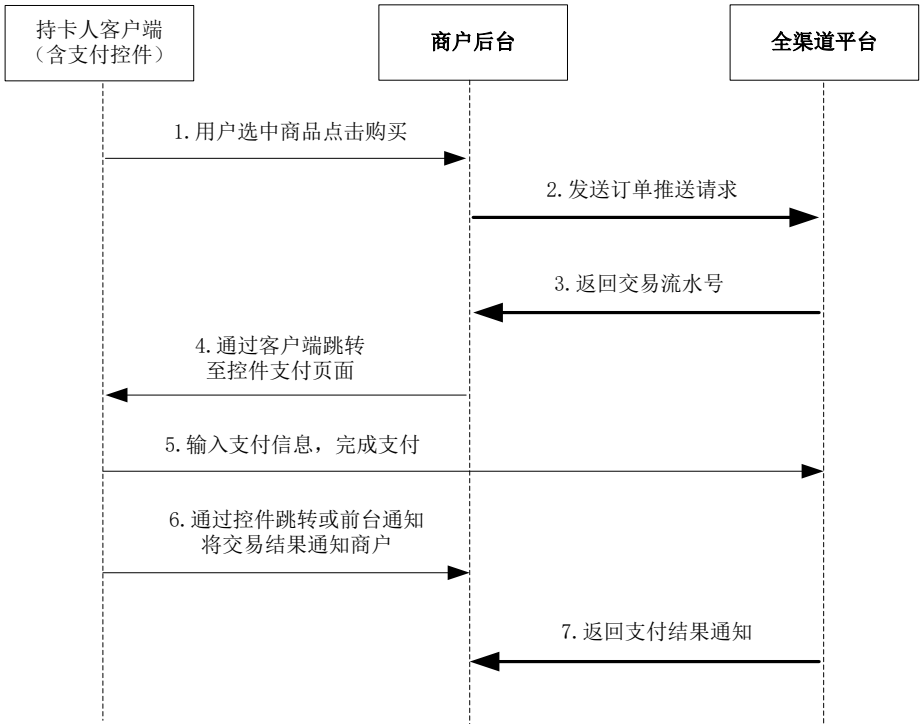 持卡人客户端
（含支付控件）
商户后台
全渠道平台
1.用户选中商品点击购买
2.发送订单推送请求
3.返回交易流水号
4.通过客户端跳转
至控件支付页面
5.输入支付信息，完成支付
6.通过控件跳转或前台通知
将交易结果通知商户
7.返回支付结果通知